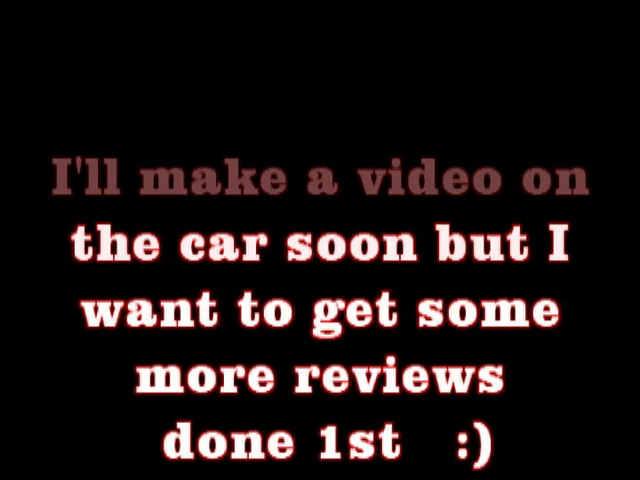 I'll make a video on
the car soon but I
want to get some
more reviews
done 1st :)